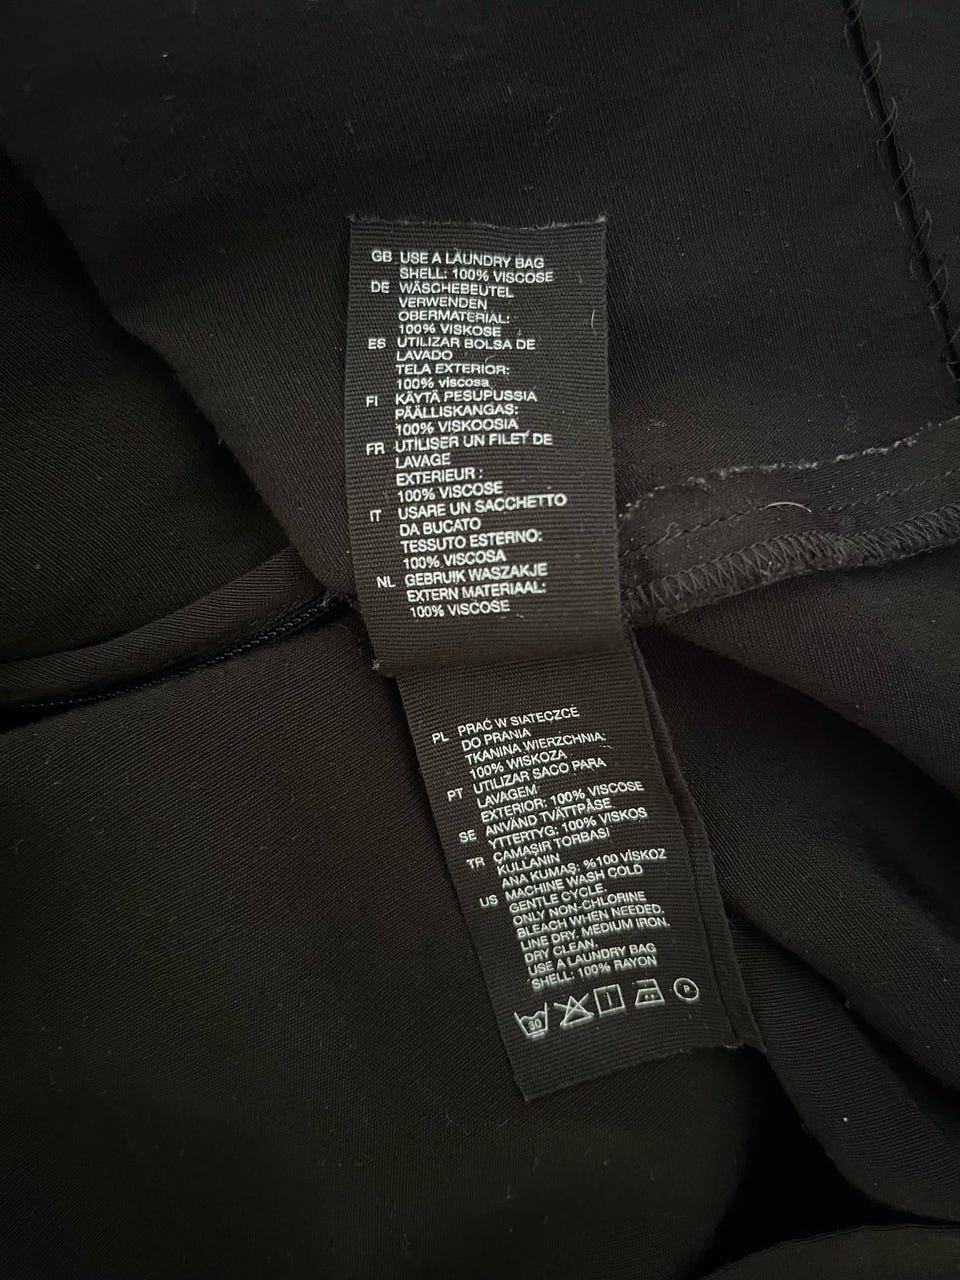 GB USE A LAUNDRY BAG
SHELL: 100% VISCOSE
DE WÄSCHEBEUTEL
VERWENDEN
OBERMATERIAL:
100% VISKOSE
ES UTILIZAR BOLSA DE
LAVADO
TELA EXTERIOR:
100% viscosa
FI KÄYTÄ PESUPUSSIA
PÄÄLLISKANGAS:
100% VISKOOSIA
FR UTILISER UN FILET DE
LAVAGE
EXTERIEUR :
100% VISCOSE
IT USARE UN SACCHETTO
DA BUCATO
TESSUTO ESTERNO:
100% VISCOSA
NL GEBRUIK WASZAKJE
EXTERN MATERIAAL:
100% VISCOSE
PL PRAĆ W SIATECZCE
DO PRANIA
TKANINA WIERZCHNIA:
100% WISKOZA
PT UTILIZAR SACO PARA
LAVAGEM
EXTERIOR: 100% VISCOSE
SE ANVÄND TVÄTTPÅSE
YTTERTYG: 100% VISKOS
TR ÇAMAŞIR TORBASI
KULLANIN
ANA KUMAŞ: %100 VİSKOZ
US MACHINE WASH COLD
GENTLE CYCLE.
ONLY NON-CHLORINE
BLEACH WHEN NEEDED.
LINE DRY. MEDIUM IRON.
DRY CLEAN.
USE A LAUNDRY BAG
SHELL: 100% RAYON
30 P